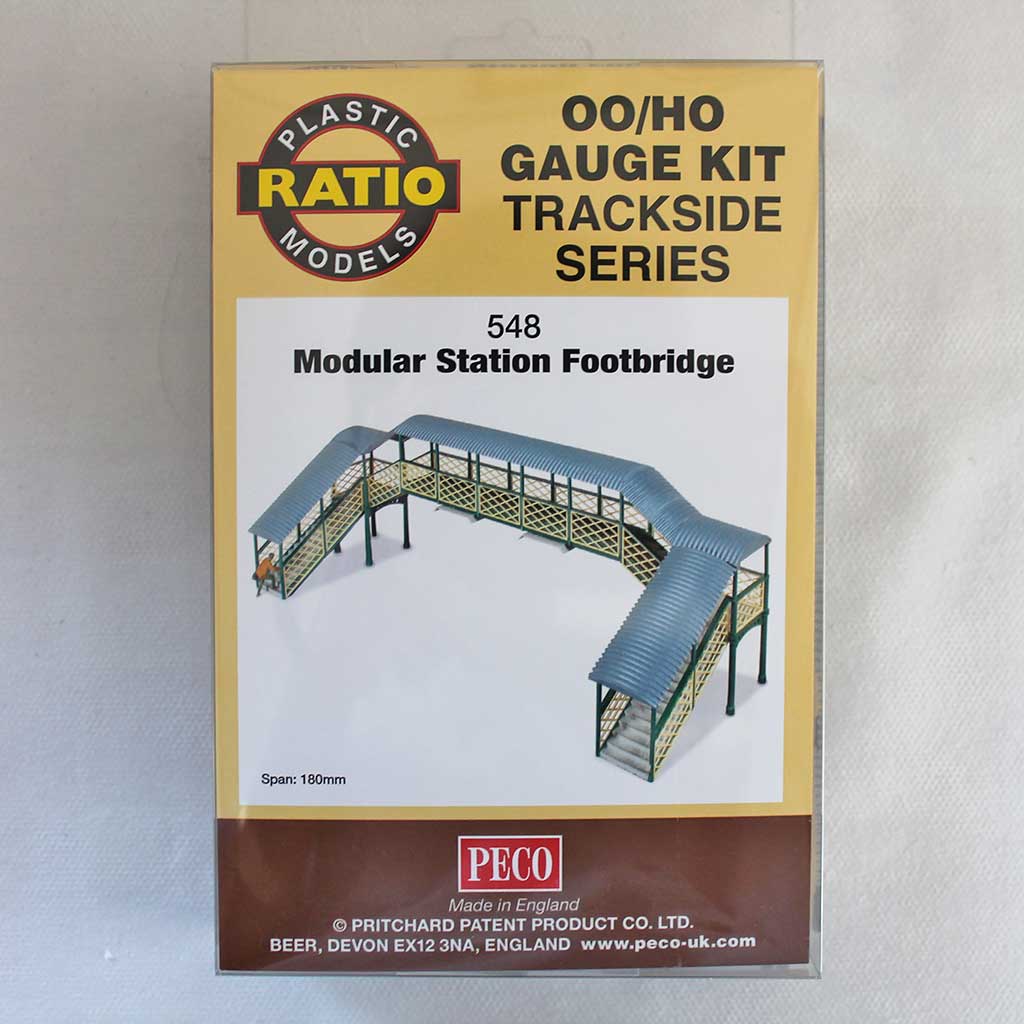 PLASTIC
RATIO
MODELS
OO/HO
GAUGE KIT
TRACKSIDE
SERIES
548
Modular Station Footbridge
Span: 180mm
PECO
Made in England
© PRITCHARD PATENT PRODUCT CO. LTD.
BEER, DEVON EX12 3NA, ENGLAND www.peco-uk.com